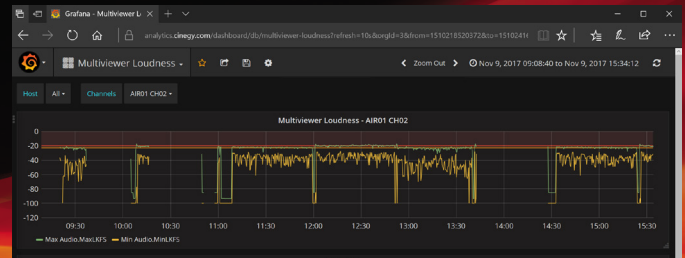 Grafana - Multiviewer L
analytics.cinegy.com/dashboard/db/multiviewer-loudness?refresh=10s&orgId=3&from=1510218520372&to=15102416
Multiviewer Loudness
Zoom Out
Nov 9, 2017 09:08:40 to Nov 9, 2017 15:34:12
Host All Channels AIR01 CH02
Multiviewer Loudness - AIR01 CH02
0
-20
-40
-60
-80
-100
-120
09:30 10:00 10:30 11:00 11:30 12:00 12:30 13:00 13:30 14:00 14:30 15:00 15:30
Max Audio.MaxLKFS Min Audio.MinLKFS